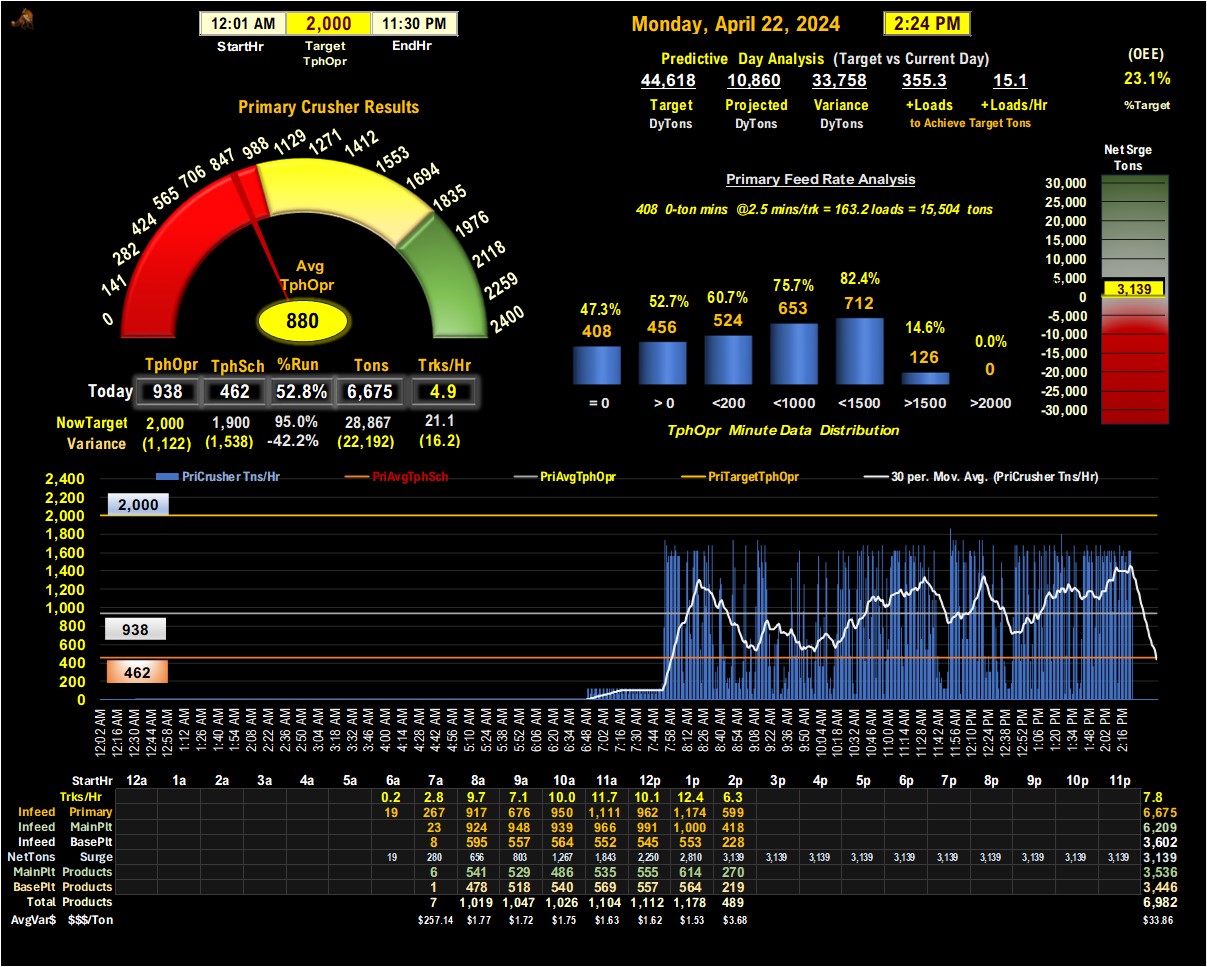 12:01 AM 2,000 11:30 PM
StartHr Target EndHr
TphOpr
Monday, April 22, 2024 2:24 PM
Predictive Day Analysis (Target vs Current Day)
44,618 10,860 33,758 355.3 15.1
Target Projected Variance +Loads +Loads/Hr
DyTons DyTons DyTons to Achieve Target Tons
(OEE)
23.1%
%Target
Primary Crusher Results
0 141 282 424 565 706 847 988 1129 1271 1412 1553 1694 1835 1976 2118 2259 2400
Avg
TphOpr
880
TphOpr TphSch %Run Tons Trks/Hr
Today 938 462 52.8% 6,675 4.9
NowTarget 2,000 1,900 95.0% 28,867 21.1
Variance (1,122) (1,538) -42.2% (22,192) (16.2)
Primary Feed Rate Analysis
408 0-ton mins @2.5 mins/trk = 163.2 loads = 15,504 tons
47.3% 52.7% 60.7% 75.7% 82.4% 14.6% 0.0%
408 456 524 653 712 126 0
= 0 > 0 <200 <1000 <1500 >1500 >2000
TphOpr Minute Data Distribution
Net Srge
Tons
30,000
25,000
20,000
15,000
10,000
5,000
3,139
0
-5,000
-10,000
-15,000
-20,000
-25,000
-30,000
PriCrusher Tns/Hr PriAvgTphSch PriAvgTphOpr PriTargetTphOpr 30 per. Mov. Avg. (PriCrusher Tns/Hr)
2,400
2,200
2,000
1,800
1,600
1,400
1,200
1,000
800
600
400
200
0
2,000
938
462
12:02 AM 12:16 AM 12:30 AM 12:44 AM 12:58 AM 1:12 AM 1:26 AM 1:40 AM 1:54 AM 2:08 AM 2:22 AM 2:36 AM 2:50 AM 3:04 AM 3:18 AM 3:32 AM 3:46 AM 4:00 AM 4:14 AM 4:28 AM 4:42 AM 4:56 AM 5:10 AM 5:24 AM 5:38 AM 5:52 AM 6:06 AM 6:20 AM 6:34 AM 6:48 AM 7:02 AM 7:16 AM 7:30 AM 7:44 AM 7:58 AM 8:12 AM 8:26 AM 8:40 AM 8:54 AM 9:08 AM 9:22 AM 9:36 AM 9:50 AM 10:04 AM 10:18 AM 10:32 AM 10:46 AM 11:00 AM 11:14 AM 11:28 AM 11:42 AM 11:56 AM 12:10 PM 12:24 PM 12:38 PM 12:52 PM 1:06 PM 1:20 PM 1:34 PM 1:48 PM 2:02 PM 2:16 PM
StartHr 12a 1a 2a 3a 4a 5a 6a 7a 8a 9a 10a 11a 12p 1p 2p 3p 4p 5p 6p 7p 8p 9p 10p 11p
Trks/Hr 0.2 2.8 9.7 7.1 10.0 11.7 10.1 12.4 6.3 7.8
Infeed Primary 19 267 917 676 950 1,111 962 1,174 599 6,675
Infeed MainPlt 23 924 948 939 966 991 1,000 418 6,209
Infeed BasePlt 8 595 557 564 552 545 553 228 3,602
NetTons Surge 19 280 656 803 1,267 1,843 2,250 2,810 3,139 3,139 3,139 3,139 3,139 3,139 3,139 3,139 3,139 3,139 3,139
MainPlt Products 6 541 529 486 535 555 614 270 3,536
BasePlt Products 1 478 518 540 569 557 564 219 3,446
Total Products 7 1,019 1,047 1,026 1,104 1,112 1,178 489 6,982
AvgVar$ $$$/Ton $257.14 $1.77 $1.72 $1.75 $1.63 $1.62 $1.53 $3.68 $33.86